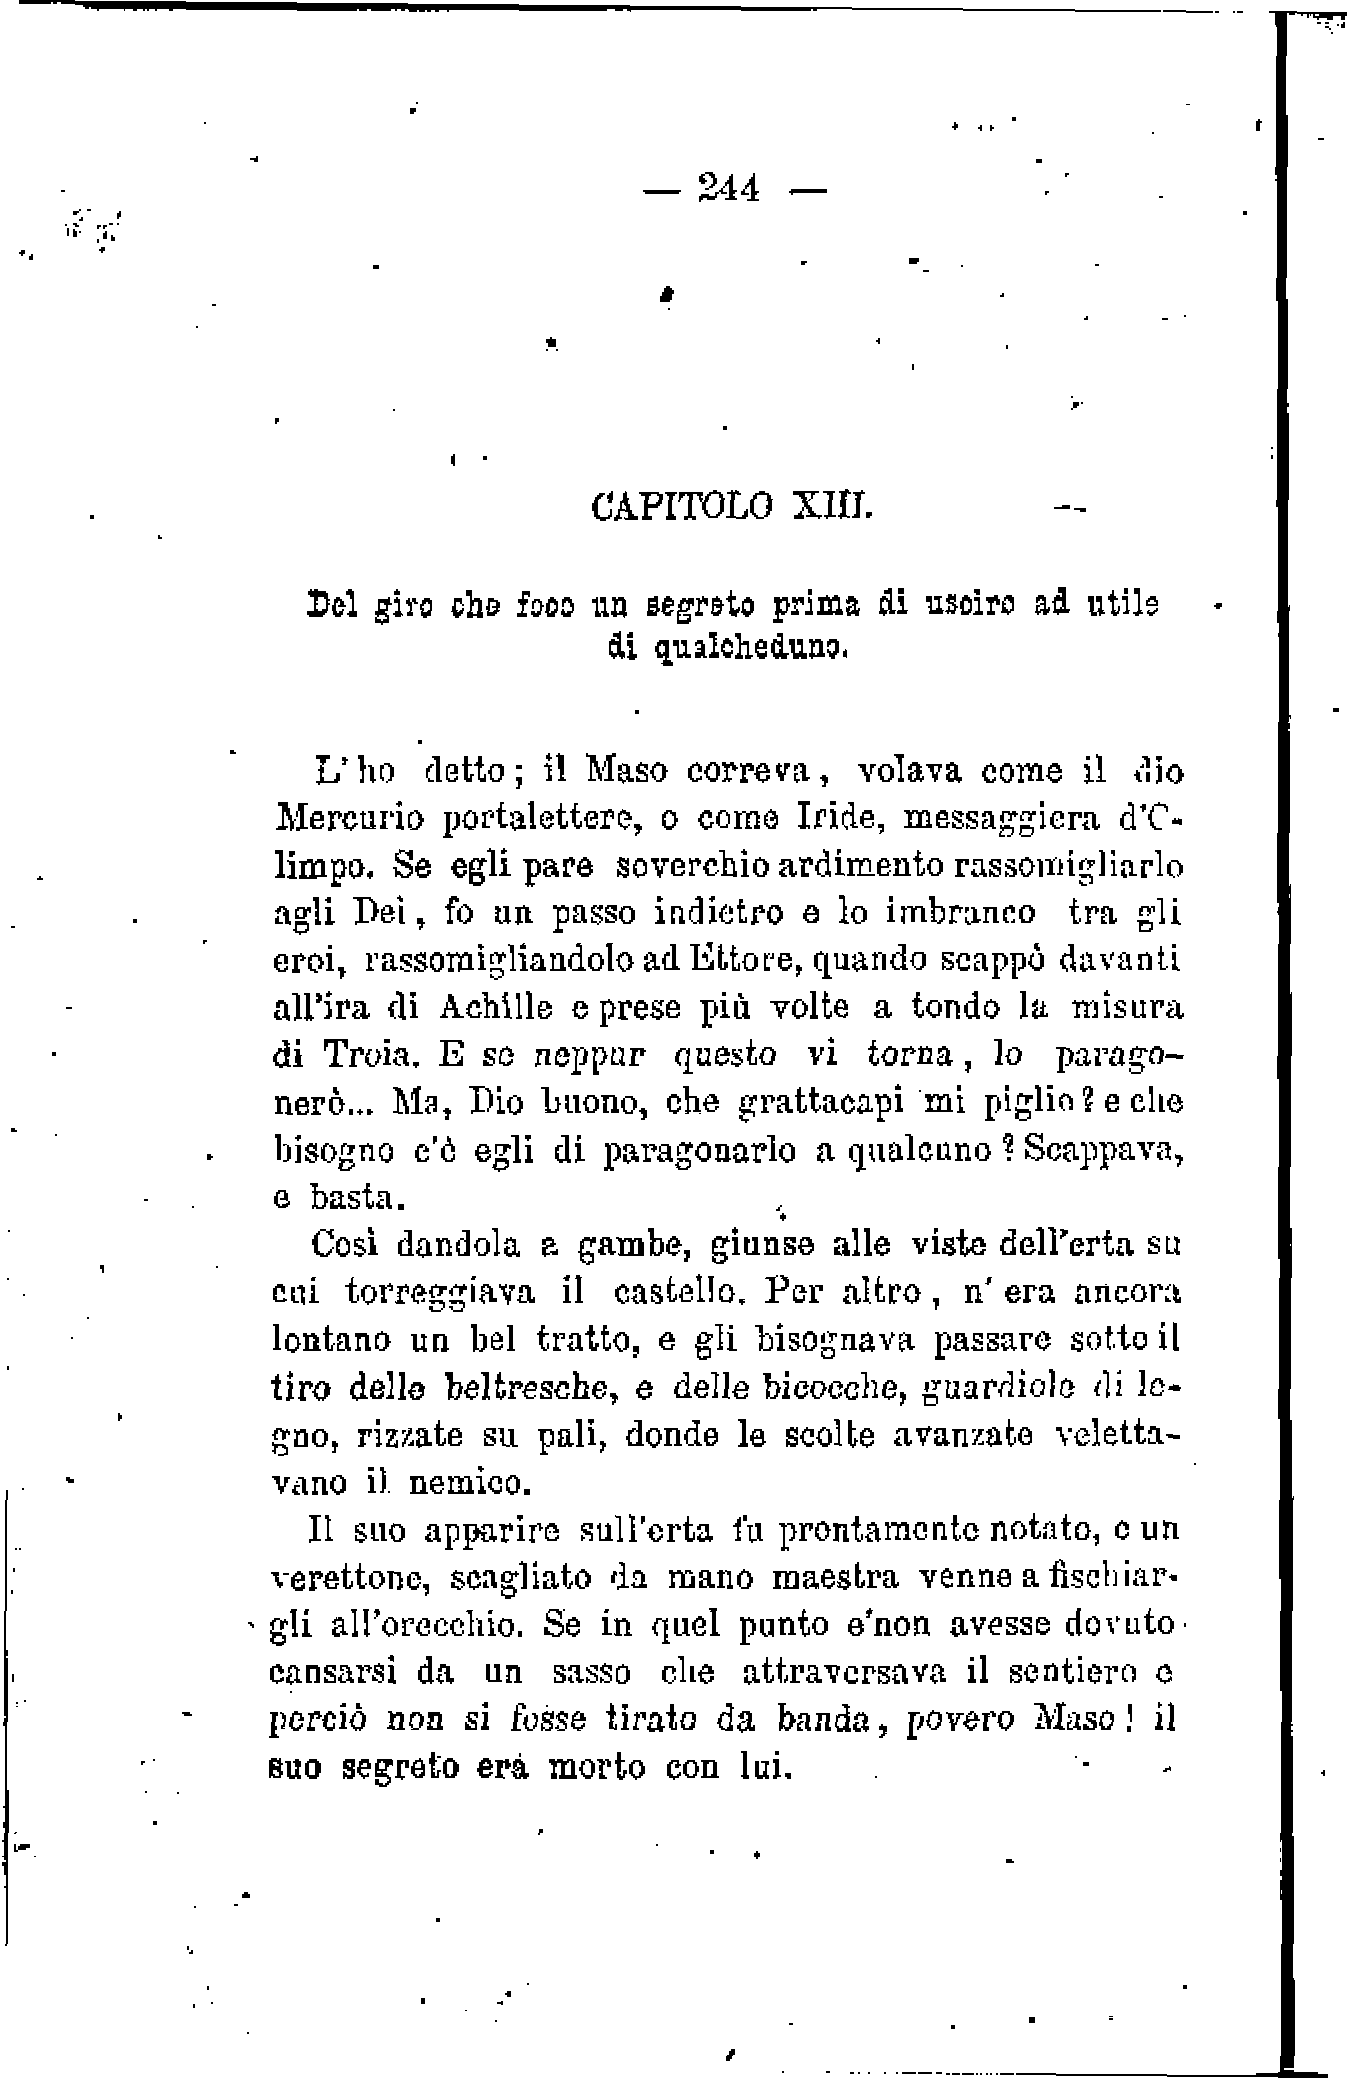 — 244 —
CAPITOLO XIII.
Del giro che fece un segreto prima di uscire ad utile
di qualcheduno.
L'ho detto; il Maso correva, volava come il dio
Mercurio portalettere, o come Iride, messaggiera d'O-
limpo. Se egli pare soverchio ardimento rassomigliarlo
agli Dei, fo un passo indietro e lo imbranco tra gli
eroi, rassomigliandolo ad Ettore, quando scappò davanti
all'ira di Achille e prese più volte a tondo la misura
di Troia. E se neppur questo vi torna, lo parago-
nerò... Ma, Dio buono, che grattacapi mi piglio? e che
bisogno c'è egli di paragonarlo a qualcuno? Scappava,
e basta.
Così dandola a gambe, giunse alle viste dell'erta su
cui torreggiava il castello. Per altro, n'era ancora
lontano un bel tratto, e gli bisognava passare sotto il
tiro delle beltresche, e delle bicocche, guardiole di le-
gno, rizzate su pali, donde le scolte avanzate veletta-
vano il nemico.
Il suo apparire sull'erta fu prontamente notato, e un
verettone, scagliato da mano maestra venne a fischiar-
gli all'orecchio. Se in quel punto e'non avesse dovuto
cansarsi da un sasso che attraversava il sentiero e
perciò non si fosse tirato da banda, povero Maso! il
suo segreto era morto con lui.